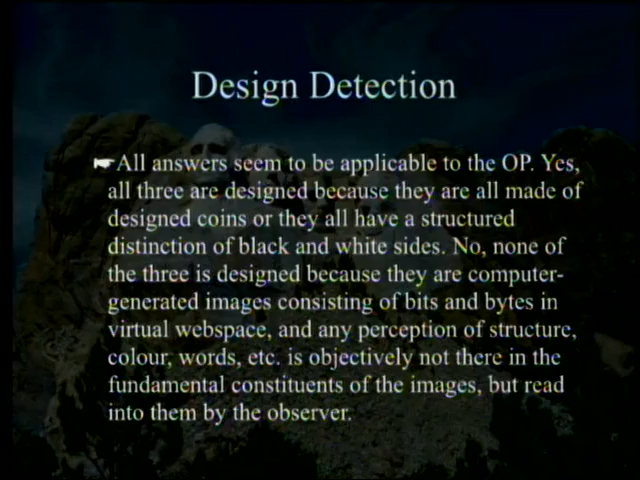 Design Detection
All answers seem to be applicable to the OP. Yes,
all three are designed because they are all made of
designed coins or they all have a structured
distinction of black and white sides. No, none of
the three is designed because they are computer-
generated images consisting of bits and bytes in
virtual webspace, and any perception of structure,
colour, words, etc. is objectively not there in the
fundamental constituents of the images, but read
into them by the observer.